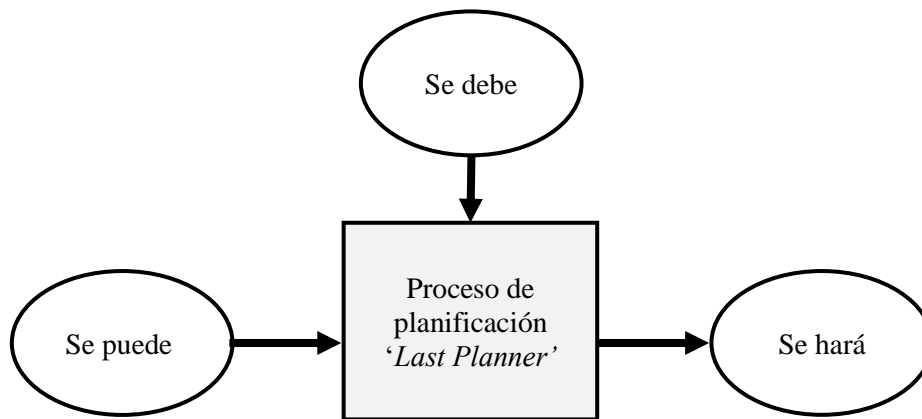 Se debe
Proceso de
planificación
‘Last Planner’
Se puede
Se hará